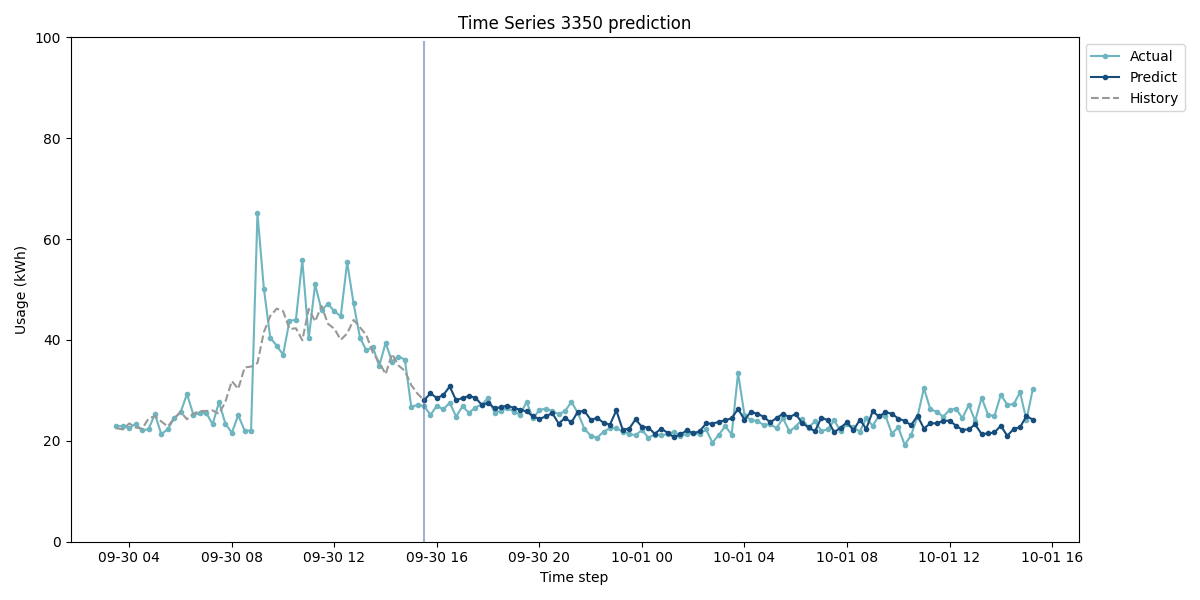 Time Series 3350 prediction
Actual
Predict
History
Usage (kWh)
100
80
60
40
20
0
09-30 04
09-30 08
09-30 12
09-30 16
09-30 20
10-01 00
10-01 04
10-01 08
10-01 12
10-01 16
Time step